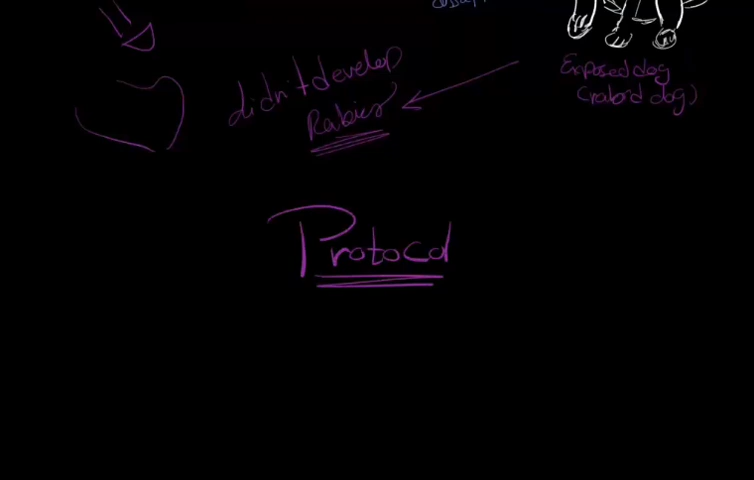 didn't develop
Rabies
Exposed dog
(rabid dog)
Protocol